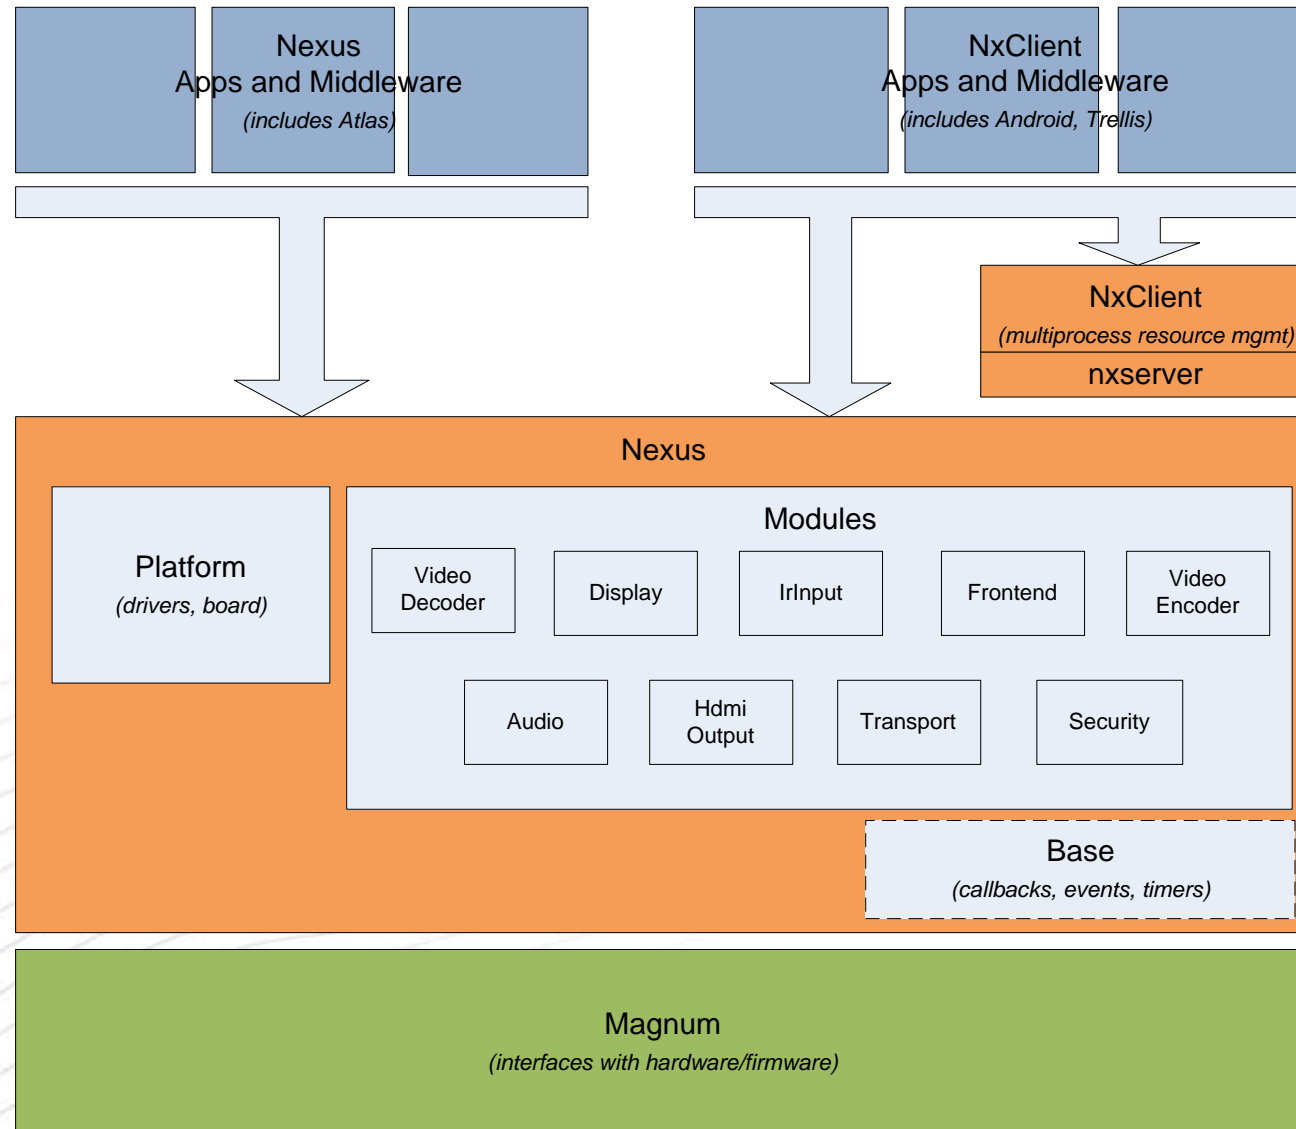 Nexus
Apps and Middleware
(includes Atlas)
NxClient
Apps and Middleware
(includes Android, Trellis)
NxClient
(multiprocess resource mgmt)
nxserver
Nexus
Platform
(drivers, board)
Modules
Video
Decoder
Display
IrInput
Frontend
Video
Encoder
Audio
Hdmi
Output
Transport
Security
Base
(callbacks, events, timers)
Magnum
(interfaces with hardware/firmware)